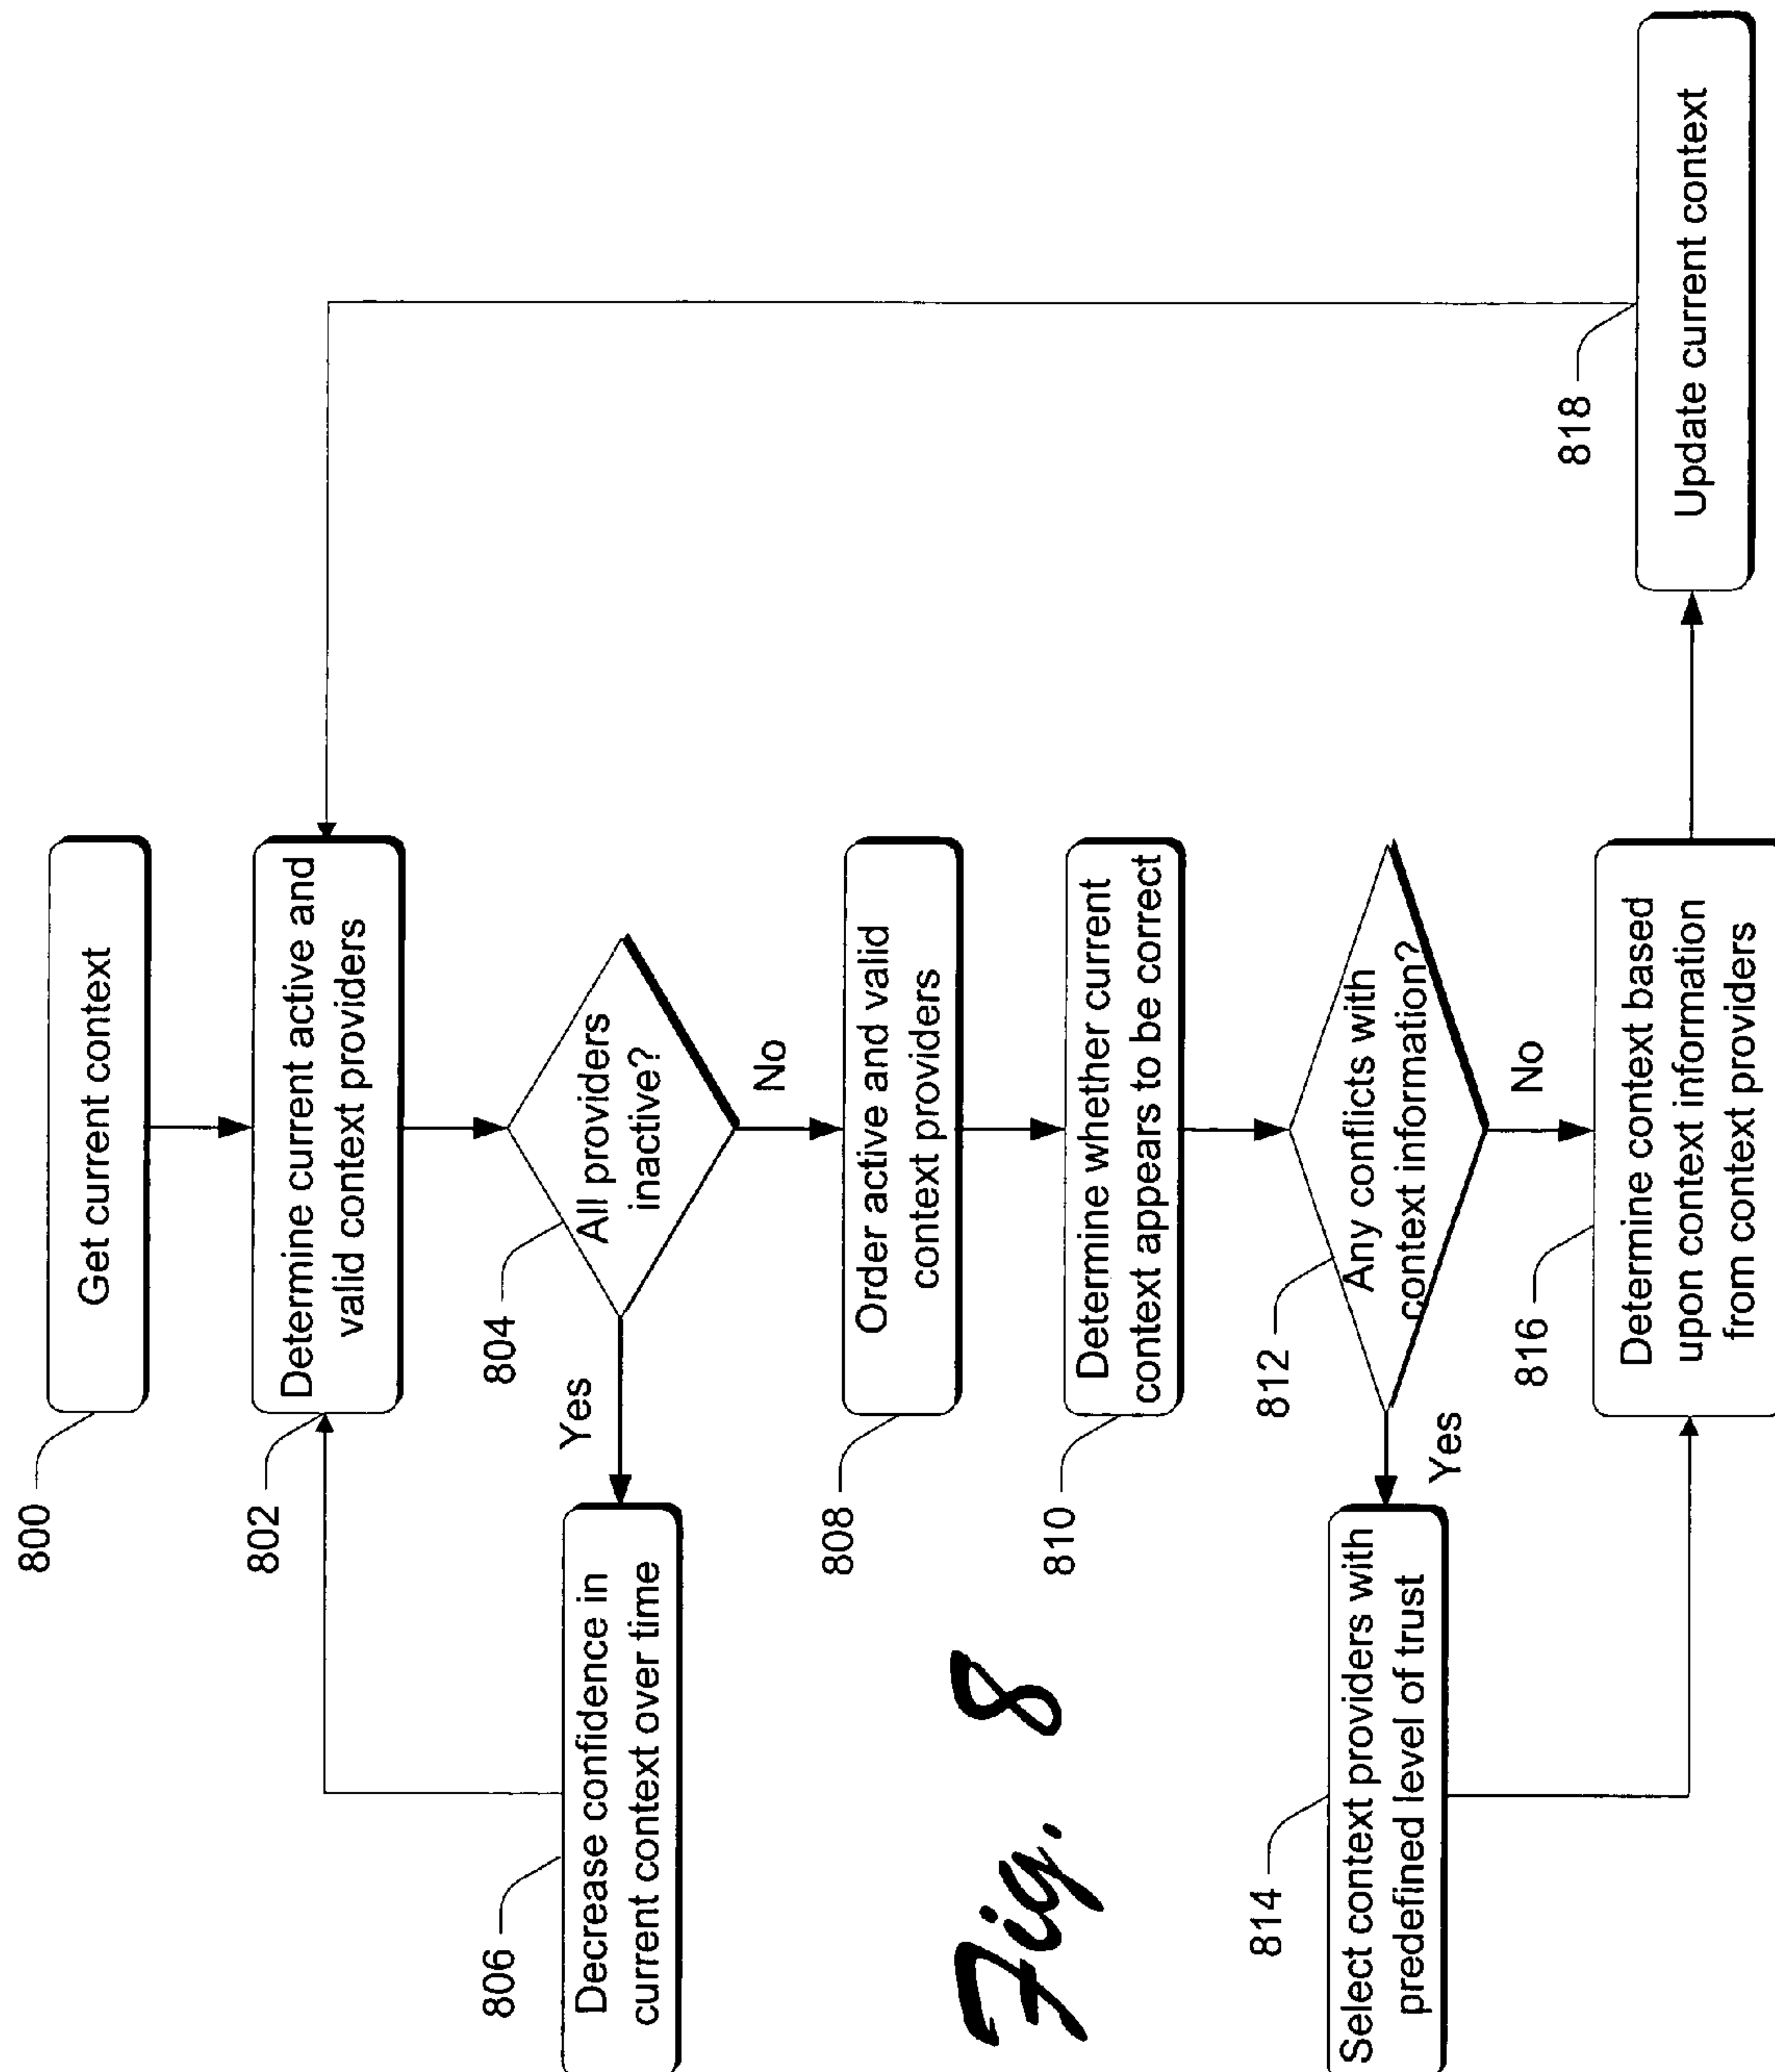 800
Get current context
802
Determine current active and
valid context providers
804
All providers
inactive?
Yes
No
806
Decrease confidence in
current context over time
808
Order active and valid
context providers
810
Determine whether current
context appears to be correct
812
Any conflicts with
context information?
Yes
No
814
Select context providers with
predefined level of trust
816
Determine context based
upon context information
from context providers
818
Update current context
Fig. 8